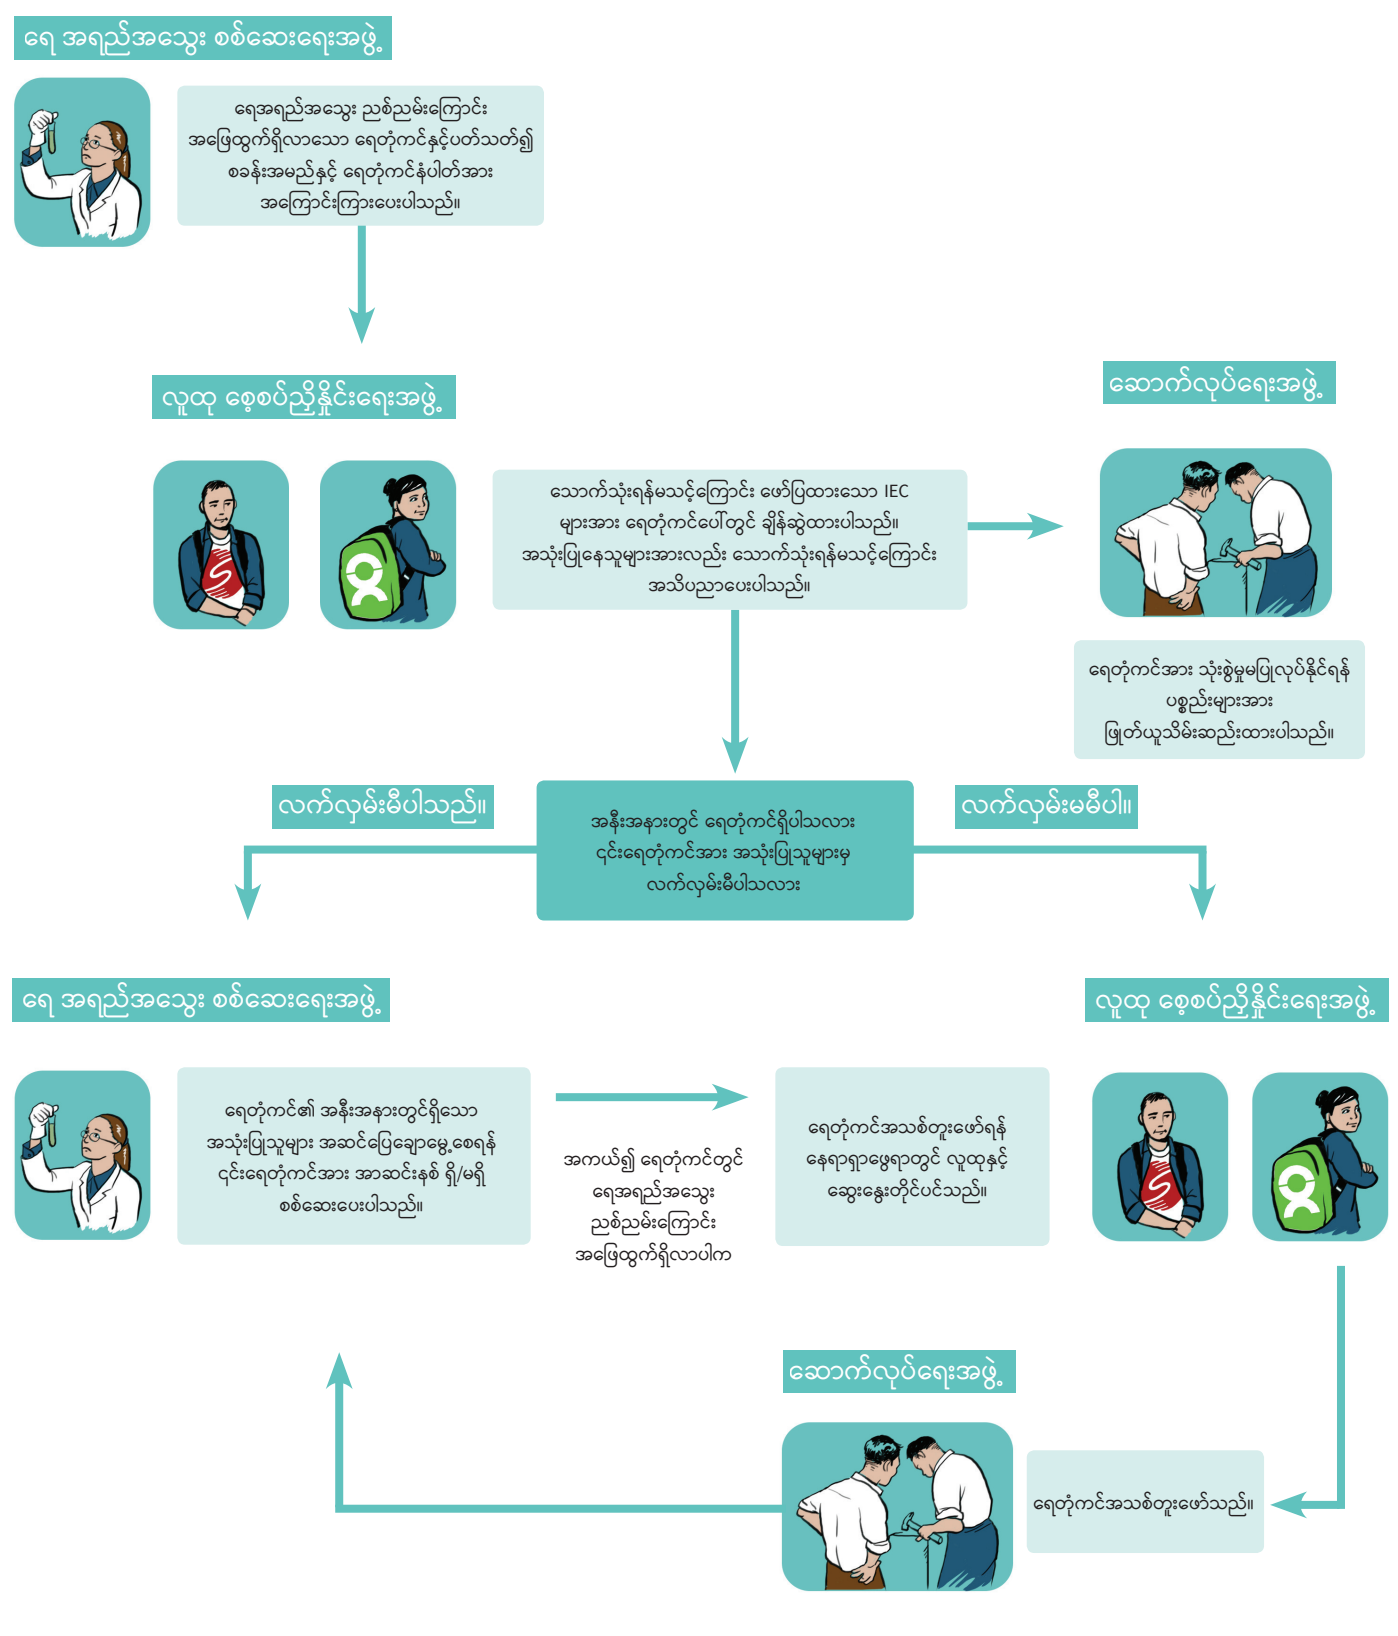 ရေ အရည်အသွေး စစ်ဆေးရေးအဖွဲ့
ရေအရည်အသွေး ညစ်ညမ်းကြောင်း
အဖြေထွက်ရှိလာသော ရေတုံကင်နှင့်ပတ်သတ်၍
စခန်းအမည်နှင့် ရေတုံကင်နံပါတ်အား
အကြောင်းကြားပေးပါသည်။
လူထု စေ့စပ်ညှိနှိုင်းရေးအဖွဲ့
ဆောက်လုပ်ရေးအဖွဲ့
သောက်သုံးရန်မသင့်ကြောင်း ဖော်ပြထားသော IEC
များအား ရေတုံကင်ပေါ်တွင် ချိန်ဆွဲထားပါသည်။
အသုံးပြုနေသူများအားလည်း သောက်သုံးရန်မသင့်ကြောင်း
အသိပညာပေးပါသည်။
ရေတုံကင်အား သုံးစွဲမှုမပြုလုပ်နိုင်ရန်
ပစ္စည်းများအား
ဖြုတ်ယူသိမ်းဆည်းထားပါသည်။
လက်လှမ်းမီပါသည်။
အနီးအနားတွင် ရေတုံကင်ရှိပါသလား
၎င်းရေတုံကင်အား အသုံးပြုသူများမှ
လက်လှမ်းမီပါသလား
လက်လှမ်းမမီပါ။
ရေ အရည်အသွေး စစ်ဆေးရေးအဖွဲ့
လူထု စေ့စပ်ညှိနှိုင်းရေးအဖွဲ့
ရေတုံကင်၏ အနီးအနားတွင်ရှိသော
အသုံးပြုသူများ အဆင်ပြေချောမွေ့စေရန်
၎င်းရေတုံကင်အား အာဆင်းနစ် ရှိ/မရှိ
စစ်ဆေးပေးပါသည်။
အကယ်၍ ရေတုံကင်တွင်
ရေအရည်အသွေး
ညစ်ညမ်းကြောင်း
အဖြေထွက်ရှိလာပါက
ရေတုံကင်အသစ်တူးဖော်ရန်
နေရာရှာဖွေရာတွင် လူထုနှင့်
ဆွေးနွေးတိုင်ပင်သည်။
ဆောက်လုပ်ရေးအဖွဲ့
ရေတုံကင်အသစ်တူးဖော်သည်။